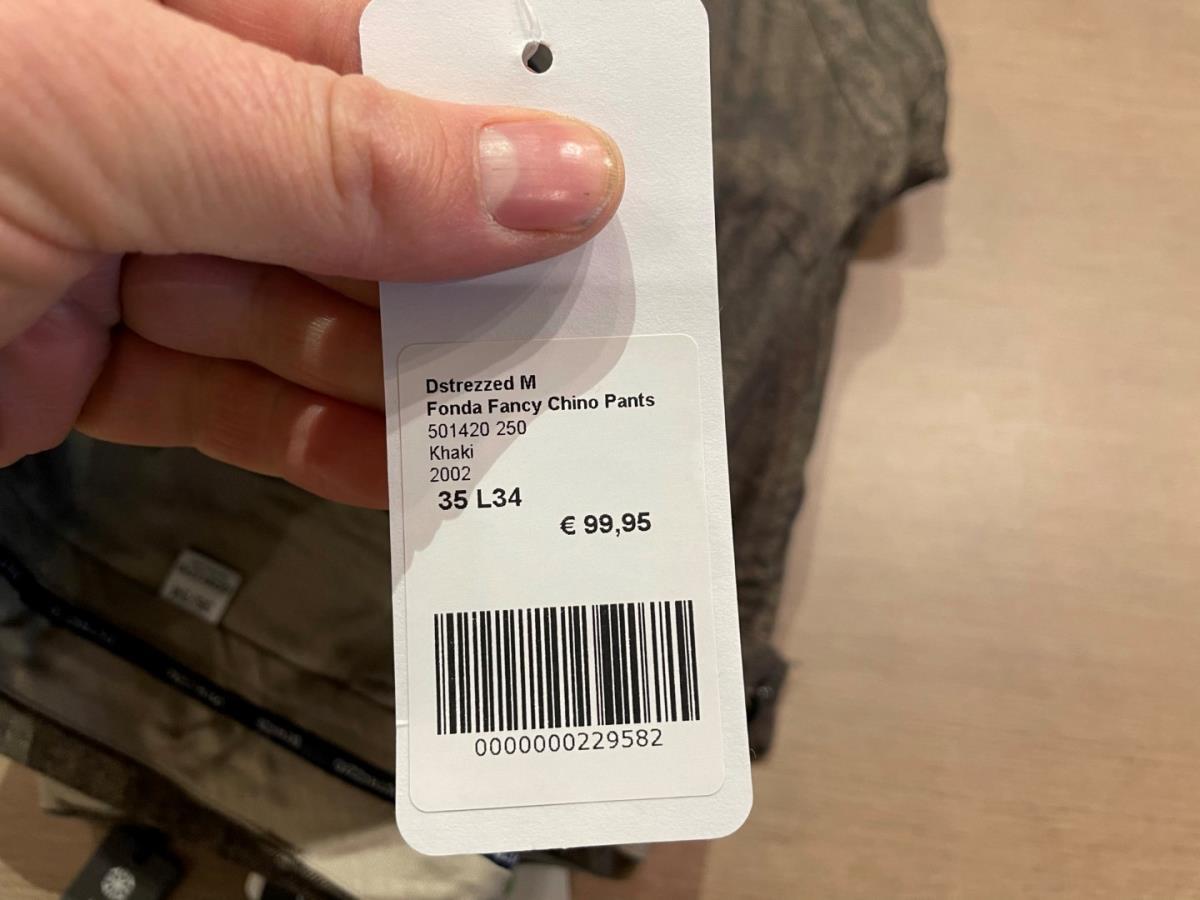 Dstrezzed M
Fonda Fancy Chino Pants
501420 250
Khaki
2002
35 L34
€ 99,95
0000000229582